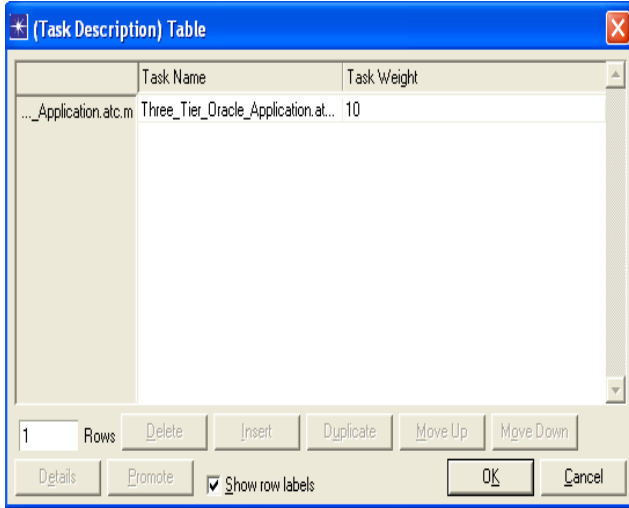 (Task Description) Table
Task Name Task Weight
..._Application.atc.m Three_Tier_Oracle_Application.at... 10
1 Rows Delete Insert Duplicate Move Up Move Down
Details Promote Show row labels OK Cancel